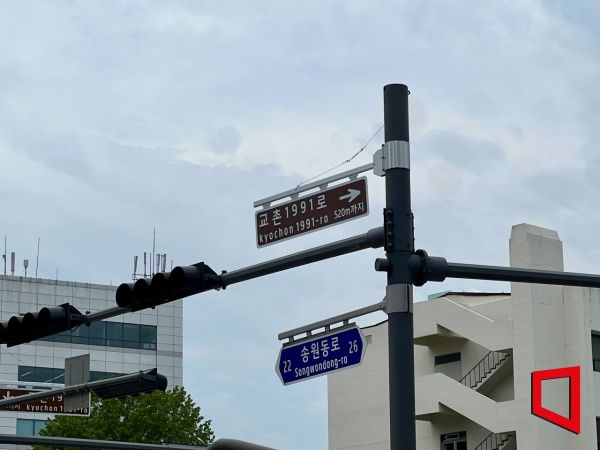 교촌1991로
kyochon 1991-ro 520m까지
22 송원동로 26
Songwondong-ro